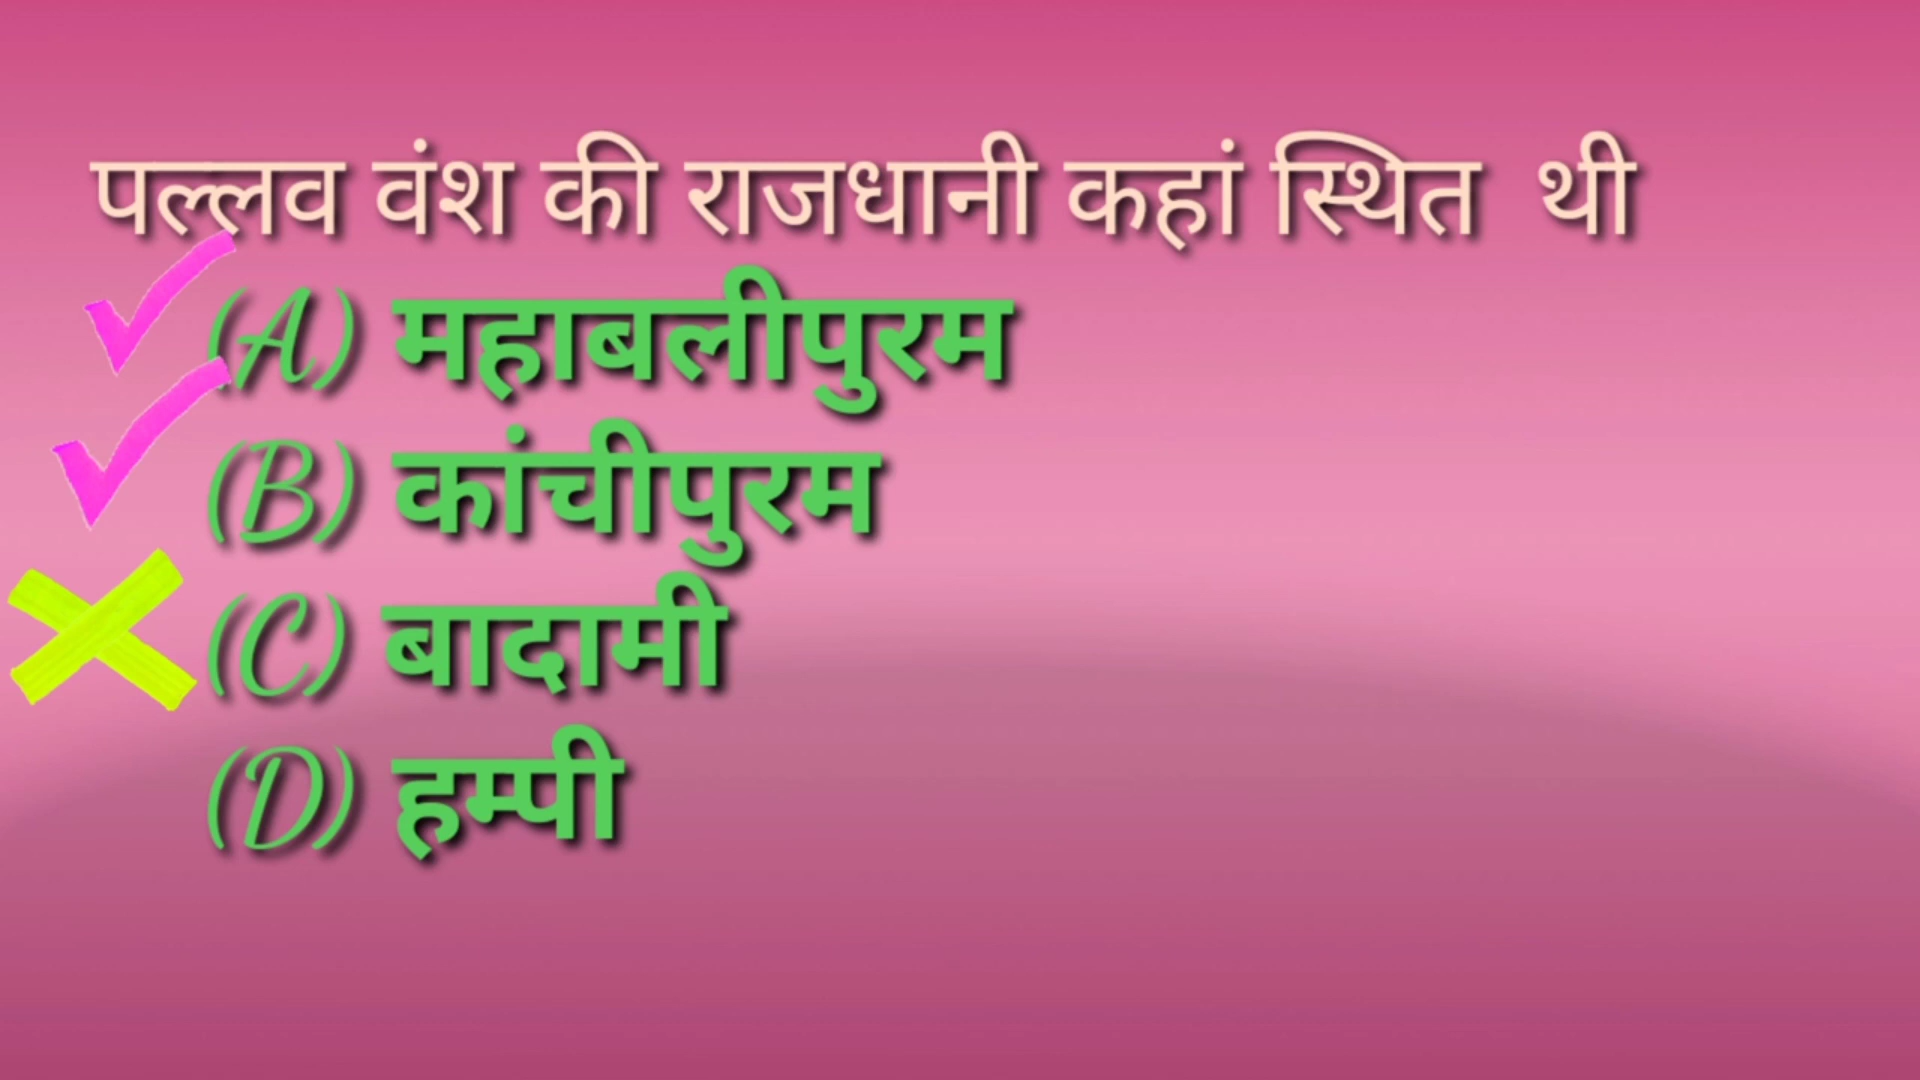 पल्लव वंश की राजधानी कहां स्थित थी
(A) महाबलीपुरम
(B) कांचीपुरम
(C) बादामी
(D) हम्पी